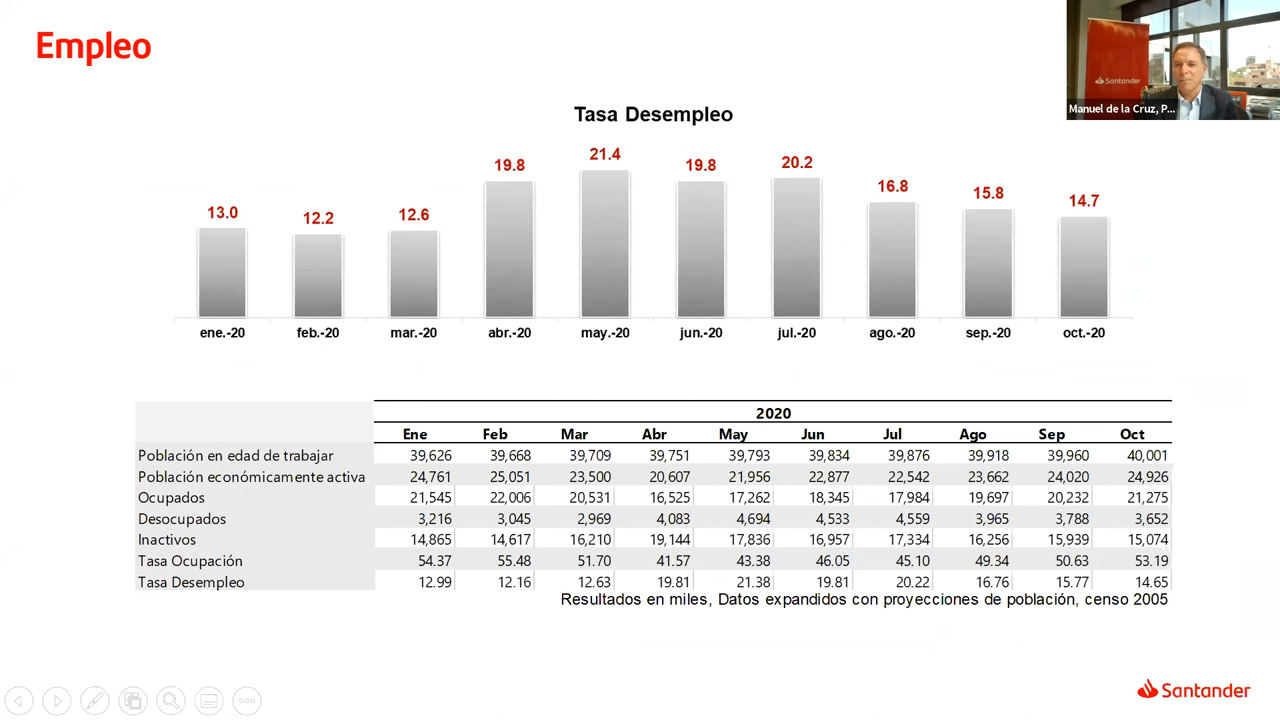 Empleo
Santander
Manuel de la Cruz, P...
Tasa Desempleo
13.0 12.2 12.6 19.8 21.4 19.8 20.2 16.8 15.8 14.7
ene.-20 feb.-20 mar.-20 abr.-20 may.-20 jun.-20 jul.-20 ago.-20 sep.-20 oct.-20
2020
Ene Feb Mar Abr May Jun Jul Ago Sep Oct
Población en edad de trabajar 39,626 39,668 39,709 39,751 39,793 39,834 39,876 39,918 39,960 40,001
Población económicamente activa 24,761 25,051 23,500 20,607 21,956 22,877 22,542 23,662 24,020 24,926
Ocupados 21,545 22,006 20,531 16,525 17,262 18,345 17,984 19,697 20,232 21,275
Desocupados 3,216 3,045 2,969 4,083 4,694 4,533 4,559 3,965 3,788 3,652
Inactivos 14,865 14,617 16,210 19,144 17,836 16,957 17,334 16,256 15,939 15,074
Tasa Ocupación 54.37 55.48 51.70 41.57 43.38 46.05 45.10 49.34 50.63 53.19
Tasa Desempleo 12.99 12.16 12.63 19.81 21.38 19.81 20.22 16.76 15.77 14.65
Resultados en miles, Datos expandidos con proyecciones de población, censo 2005
Santander